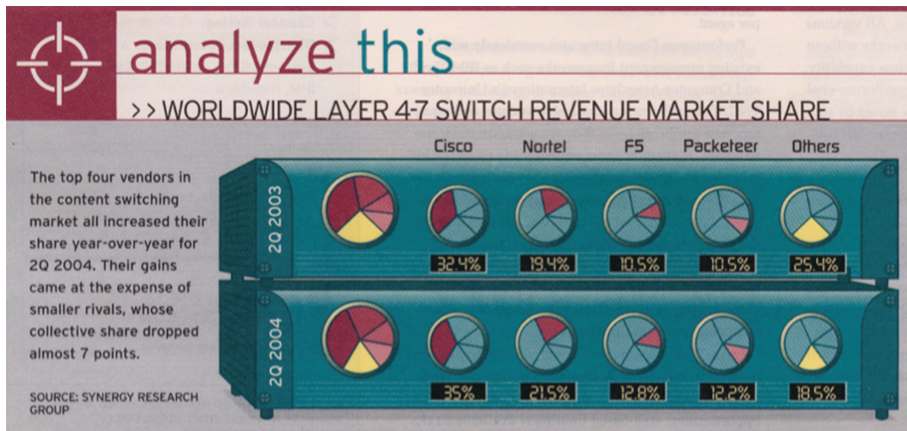 analyze this
>> WORLDWIDE LAYER 4-7 SWITCH REVENUE MARKET SHARE
The top four vendors in
the content switching
market all increased their
share year-over-year for
2Q 2004. Their gains
came at the expense of
smaller rivals, whose
collective share dropped
almost 7 points.
SOURCE: SYNERGY RESEARCH
GROUP
Cisco Nortel F5 Packeteer Others
2Q 2003
32.4% 19.4% 10.5% 10.5% 25.4%
2Q 2004
35% 21.5% 12.8% 12.2% 18.5%